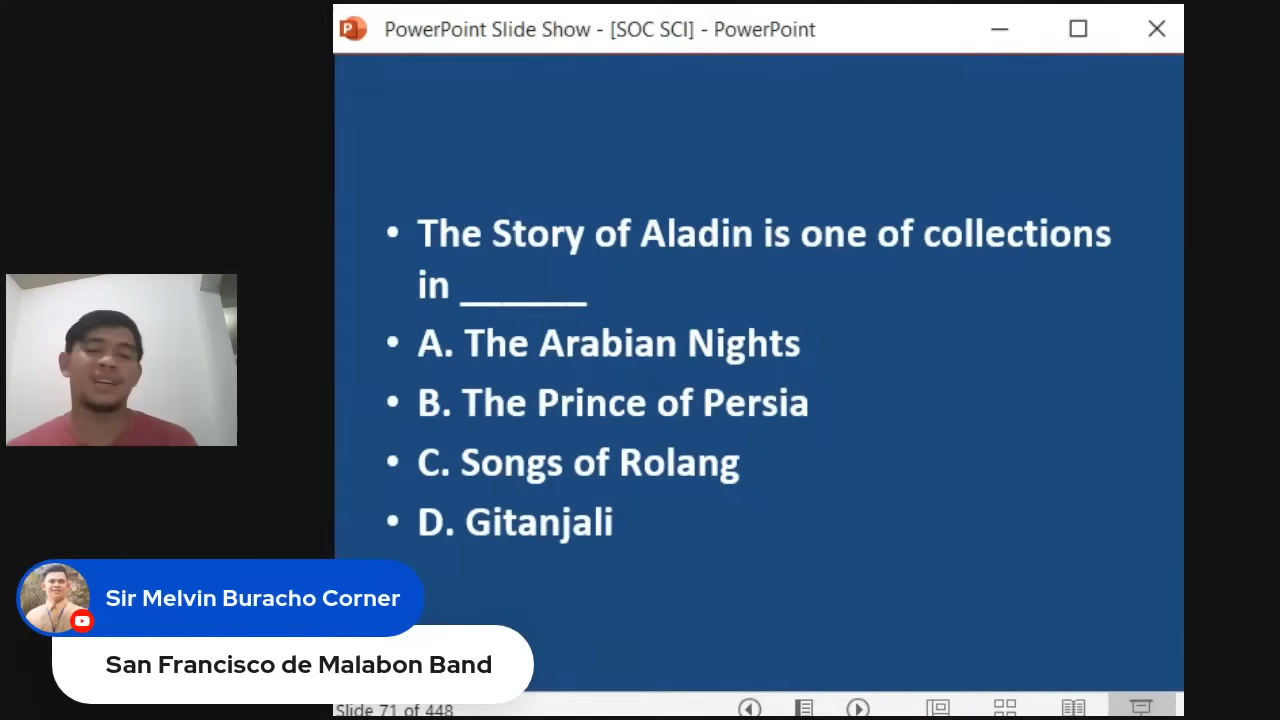 PowerPoint Slide Show - [SOC SCI] - PowerPoint
• The Story of Aladin is one of collections
in ______
• A. The Arabian Nights
• B. The Prince of Persia
• C. Songs of Rolang
• D. Gitanjali
Sir Melvin Buracho Corner
San Francisco de Malabon Band
Slide 71 of 448